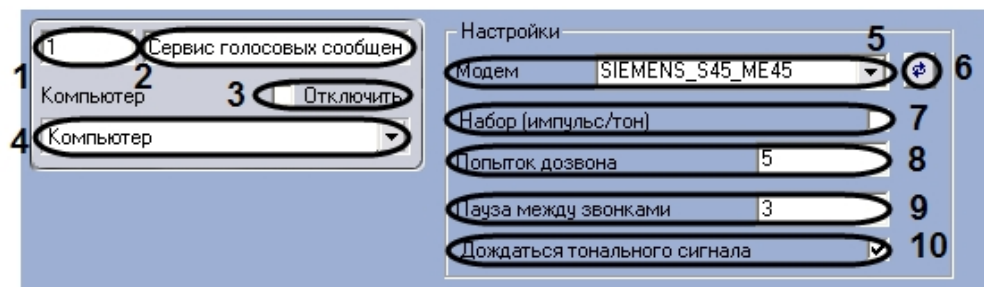 1 Сервис голосовых сообщен
1 2
3 Отключить
Компьютер
4 Компьютер
Настройки
5
Модем SIEMENS_S45_ME45 6
Набор (импульс/тон) 7
Попыток дозвона 5 8
Пауза между звонками 3 9
Дождаться тонального сигнала 10